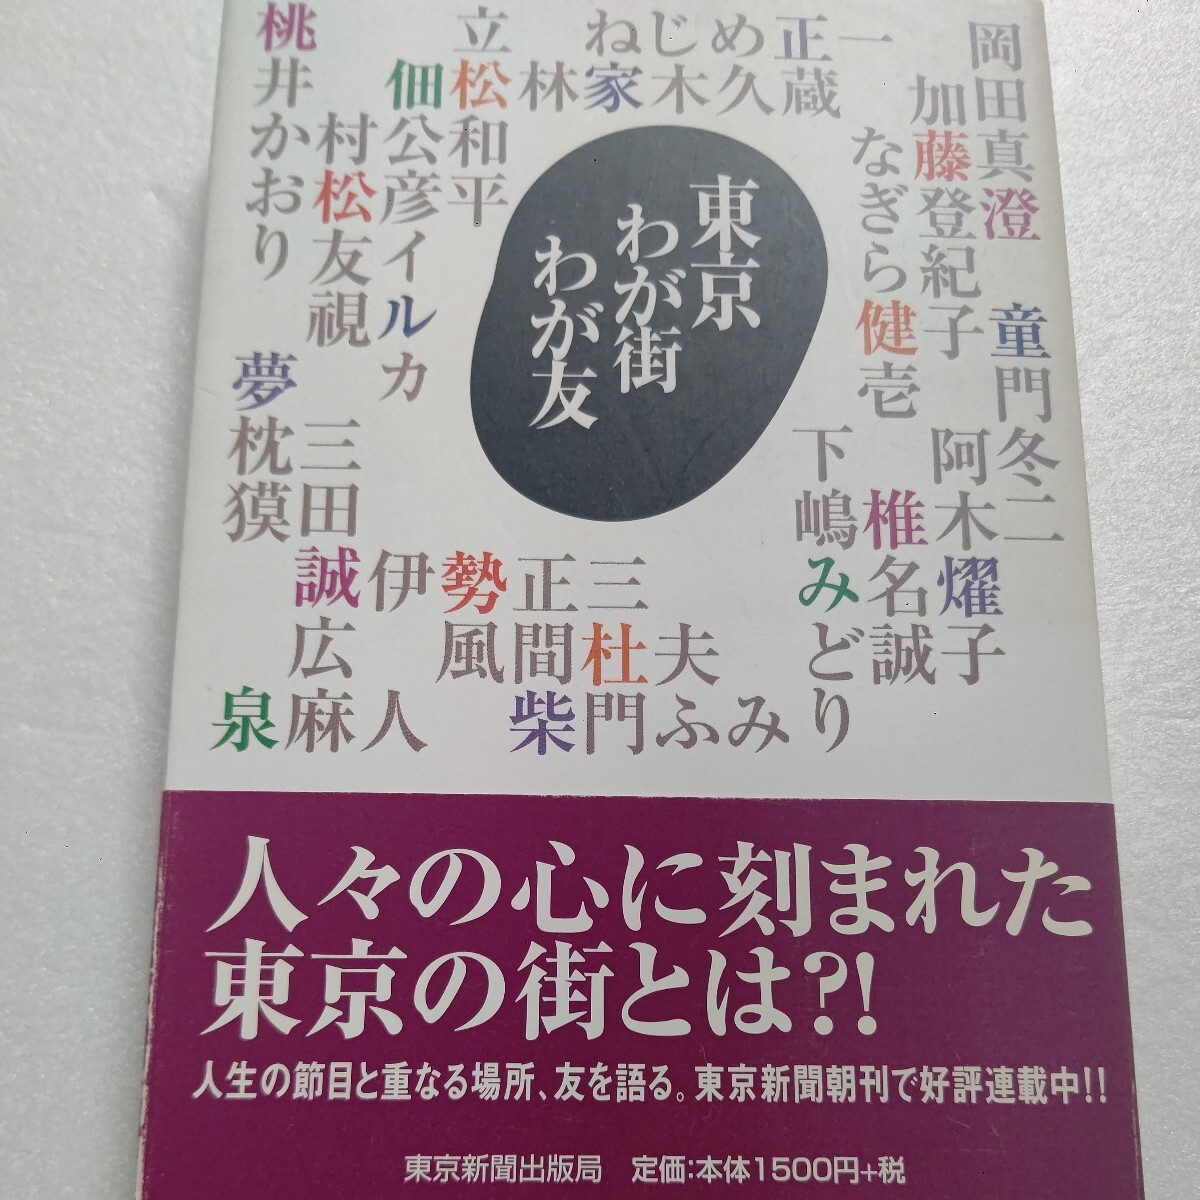 岡田真澄　童門冬二
加藤登紀子　阿木燿子
なぎら健壱　椎名誠
下嶋みどり
ねじめ正一
林家木久蔵
立松和平
佃公彦　イルカ
村松友視
桃井かおり
夢枕獏
三田誠広
伊勢正三
風間杜夫
泉麻人
柴門ふみ
東京
わが街
わが友
人々の心に刻まれた
東京の街とは?!
人生の節目と重なる場所、友を語る。東京新聞朝刊で好評連載中!!
東京新聞出版局　定価:本体1500円+税